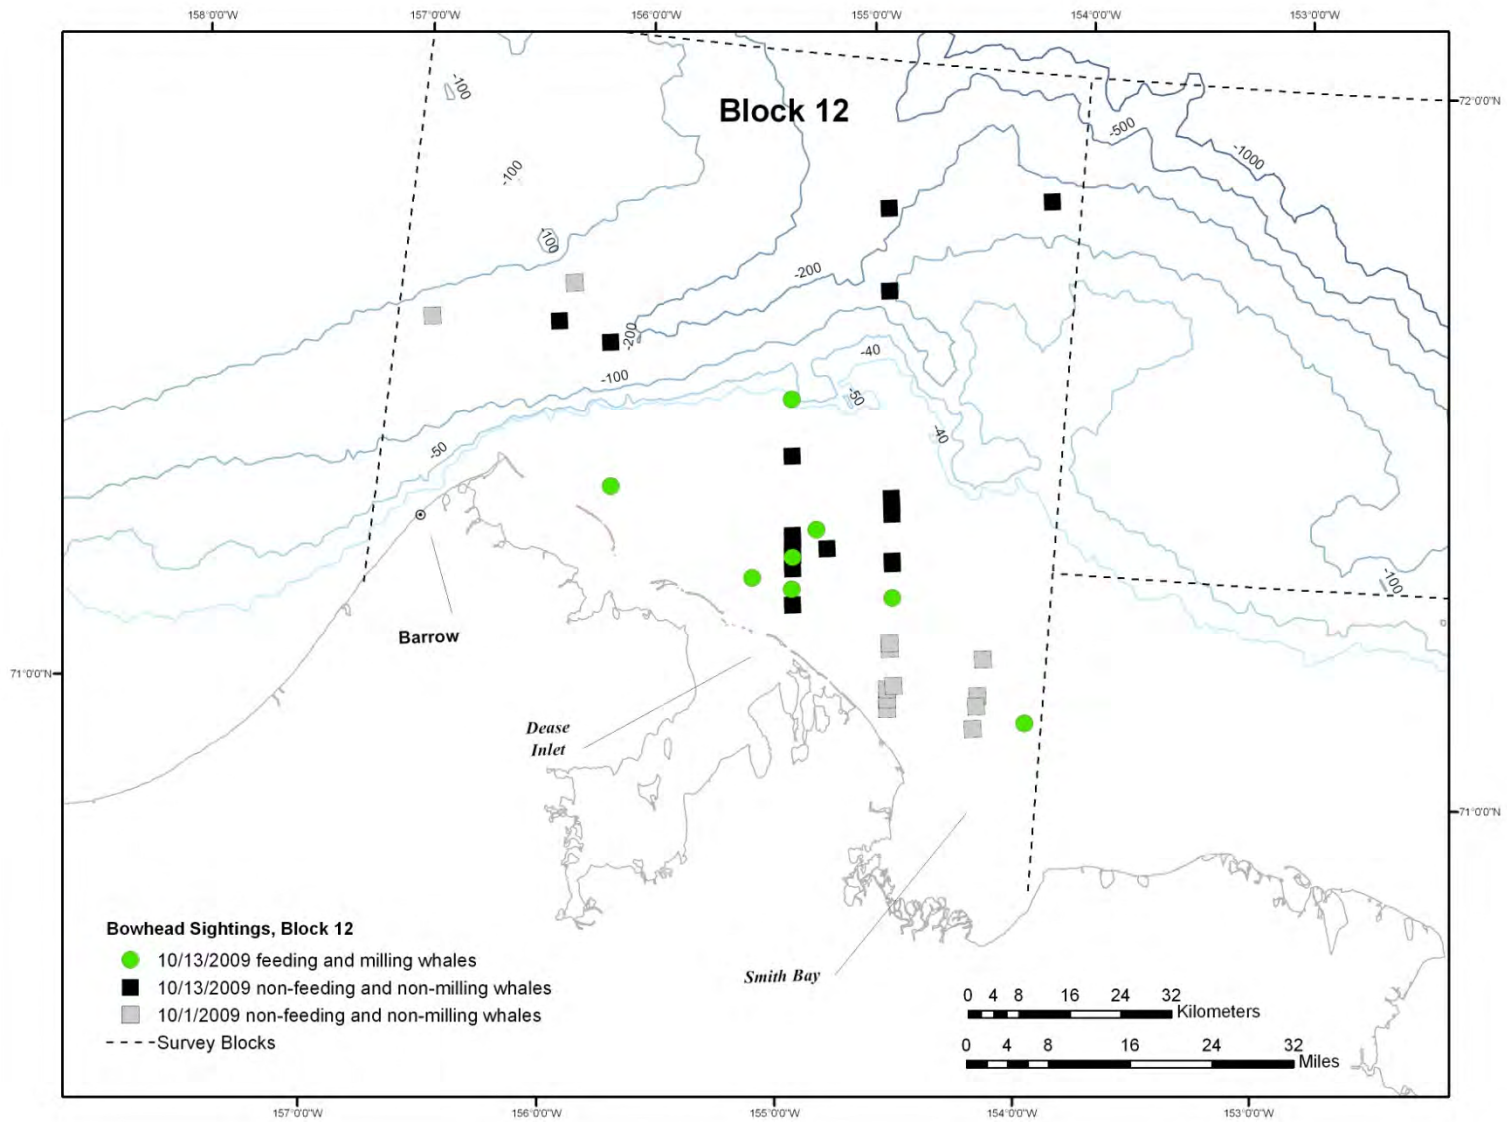 158°0'0"W 157°0'0"W 156°0'0"W 155°0'0"W 154°0'0"W 153°0'0"W
Block 12
72°0'0"N
-100
-500
-1000
-100
-100
-200
-200
-40
-100
-50
-40
-50
-100
Barrow
71°0'0"N
Dease
Inlet
71°0'0"N
Smith Bay
Bowhead Sightings, Block 12
10/13/2009 feeding and milling whales
10/13/2009 non-feeding and non-milling whales
10/1/2009 non-feeding and non-milling whales
Survey Blocks
0 4 8 16 24 32
Kilometers
0 4 8 16 24 32
Miles
157°0'0"W 156°0'0"W 155°0'0"W 154°0'0"W 153°0'0"W